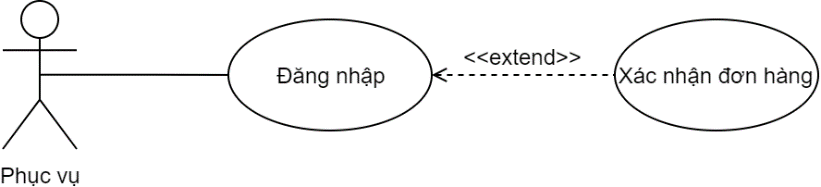 <<extend>>
Đăng nhập
Xác nhận đơn hàng
Phục vụ